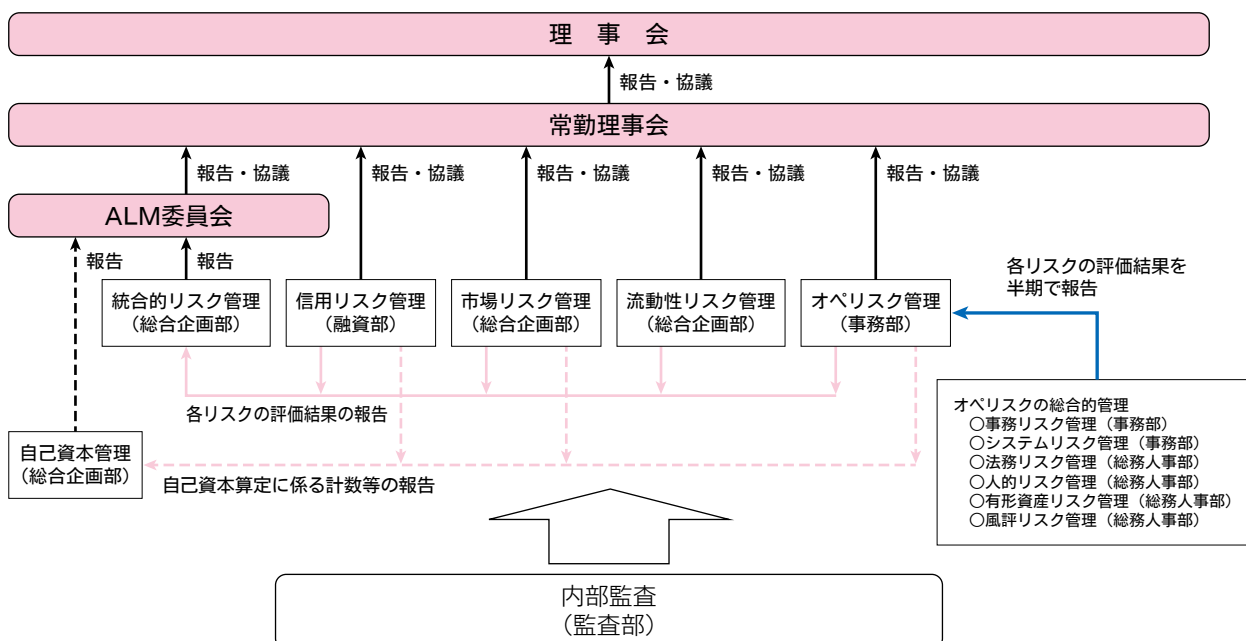 理　事　会
報告・協議
常勤理事会
報告・協議
報告・協議
報告・協議
報告・協議
報告・協議
ALM委員会
報告
報告
各リスクの評価結果を
半期で報告
統合的リスク管理
（総合企画部）
信用リスク管理
（融資部）
市場リスク管理
（総合企画部）
流動性リスク管理
（総合企画部）
オペリスク管理
（事務部）
各リスクの評価結果の報告
オペリスクの総合的管理
○事務リスク管理（事務部）
○システムリスク管理（事務部）
○法務リスク管理（総務人事部）
○人的リスク管理（総務人事部）
○有形資産リスク管理（総務人事部）
○風評リスク管理（総務人事部）
自己資本管理
（総合企画部）
自己資本算定に係る計数等の報告
内部監査
（監査部）